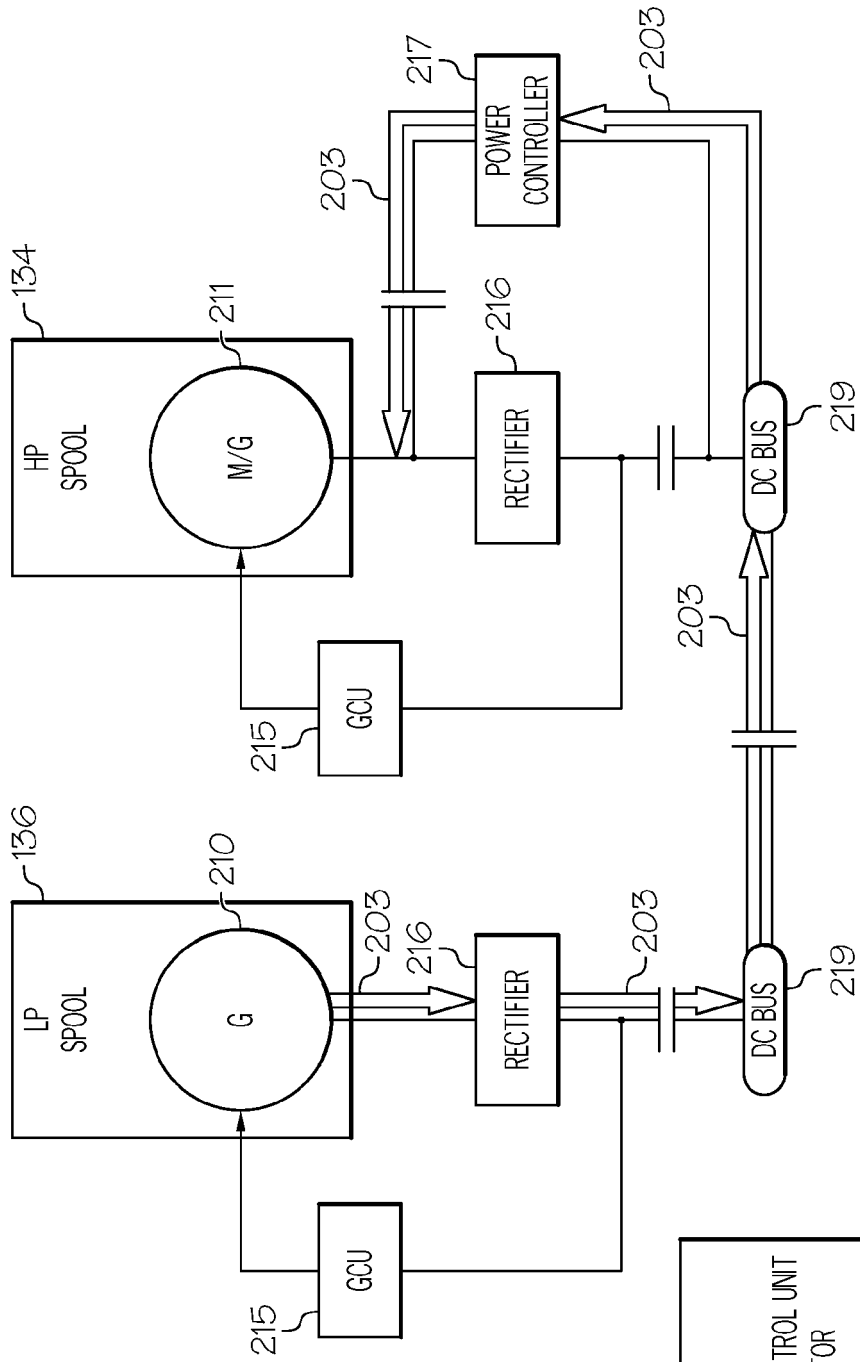 LP
SPOOL
136
G
210
203
RECTIFIER
216
203
GCU
215
DC BUS
219
203
HP
SPOOL
134
M/G
211
203
RECTIFIER
216
GCU
215
POWER
CONTROLLER
217
203
DC BUS
219
TROL UNIT
TOR